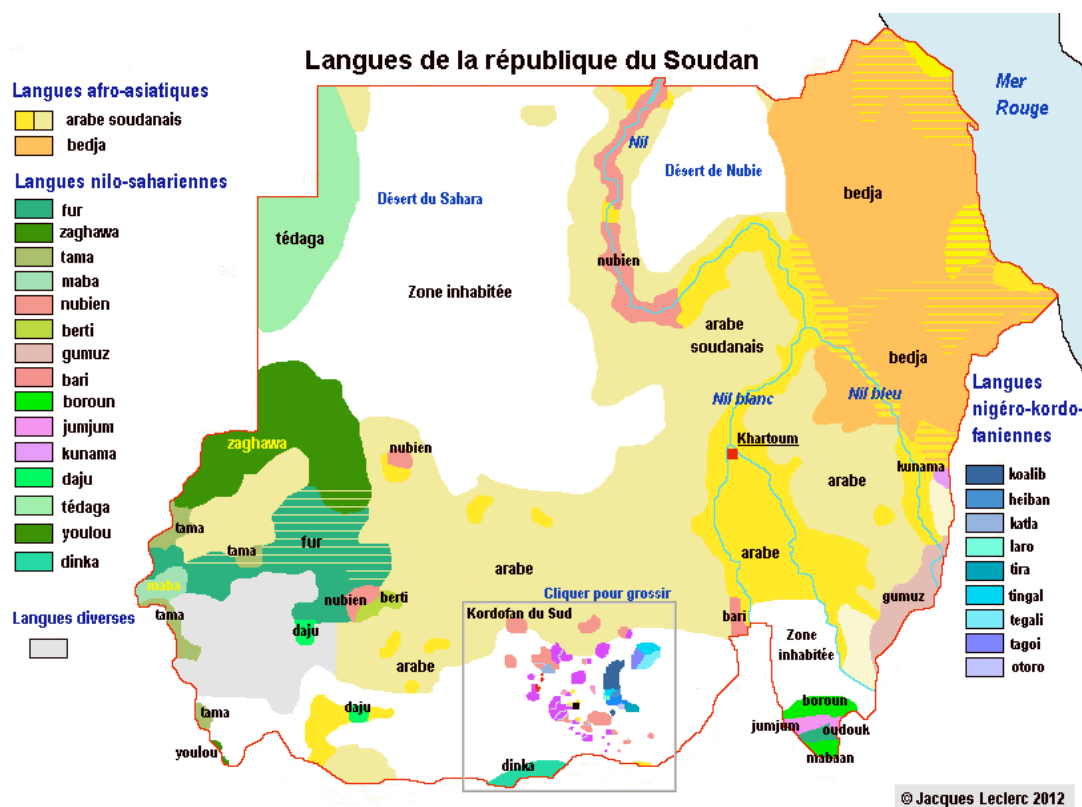 Langues de la république du Soudan
Langues afro-asiatiques
arabe soudanais
bedja
Langues nilo-sahariennes
fur
zaghawa
tama
maba
nubien
berti
gumuz
bari
boroun
jumjum
kunama
daju
tédaga
youlou
dinka
Langues diverses
Mer
Rouge
Nil
Désert de Nubie
Désert du Sahara
bedja
tédaga
nubien
Zone inhabitée
arabe
soudanais
bedja
Nil blanc
Nil bleu
Langues
nigéro-kordo-
faniennes
koalib
heiban
katla
laro
tira
tingal
tegali
tagoi
otoro
zaghawa
nubien
Khartoum
kunama
arabe
tama
fur
tama
arabe
arabe
maba
nubien
berti
Cliquer pour grossir
gumuz
tama
daju
Kordofan du Sud
bari
Zone
inhabitée
arabe
tama
daju
boroun
jumjum
oudouk
youlou
dinka
mabaan
© Jacques Leclerc 2012